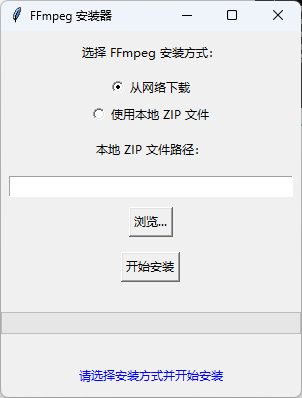 FFmpeg 安装器
选择 FFmpeg 安装方式：
从网络下载
使用本地 ZIP 文件
本地 ZIP 文件路径：
浏览...
开始安装
请选择安装方式并开始安装